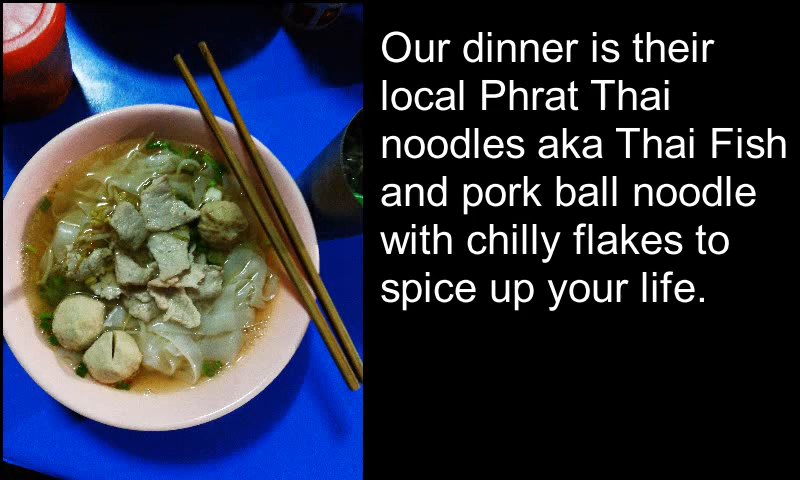 Our dinner is their
local Phrat Thai
noodles aka Thai Fish
and pork ball noodle
with chilly flakes to
spice up your life.